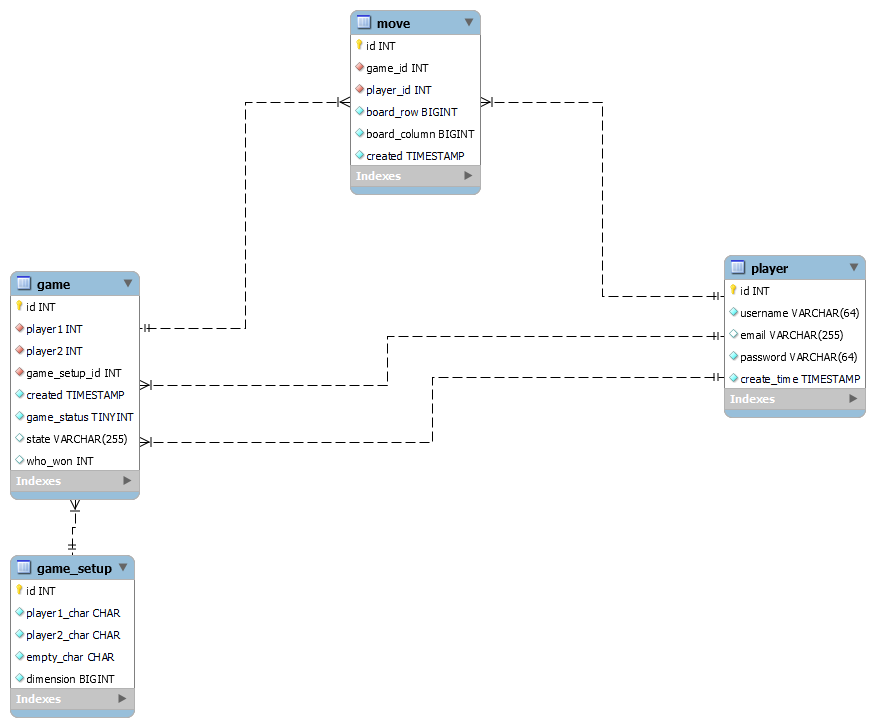 move
id INT
game_id INT
player_id INT
board_row BIGINT
board_column BIGINT
created TIMESTAMP
Indexes
game
id INT
player1 INT
player2 INT
game_setup_id INT
created TIMESTAMP
game_status TINYINT
state VARCHAR(255)
who_won INT
Indexes
player
id INT
username VARCHAR(64)
email VARCHAR(255)
password VARCHAR(64)
create_time TIMESTAMP
Indexes
game_setup
id INT
player1_char CHAR
player2_char CHAR
empty_char CHAR
dimension BIGINT
Indexes